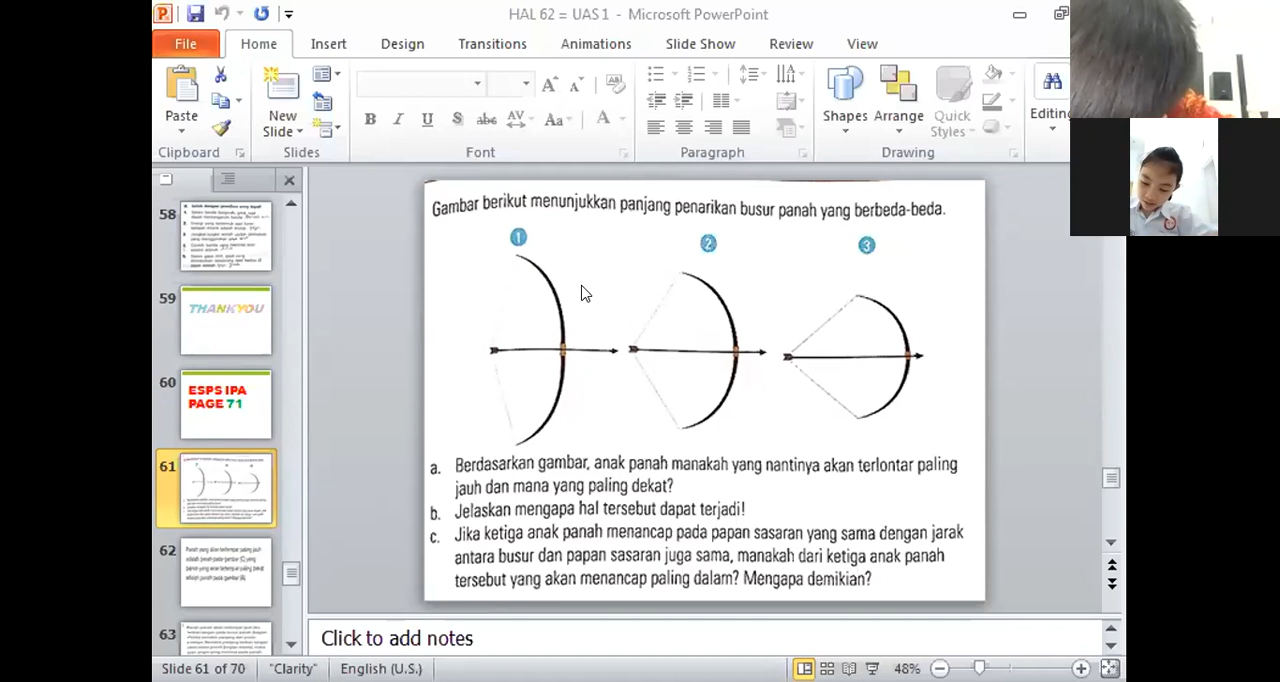 HAL 62 = UAS 1 - Microsoft PowerPoint
File Home Insert Design Transitions Animations Slide Show Review View
Paste
New
Slide
Shapes Arrange Quick
Styles
Editing
Clipboard Slides Font Paragraph Drawing
58
59
THANKYOU
60
ESPS IPA
PAGE 71
61
62
63
Gambar berikut menunjukkan panjang penarikan busur panah yang berbeda-beda.
1 2 3
a. Berdasarkan gambar, anak panah manakah yang nantinya akan terlontar paling
jauh dan mana yang paling dekat?
b. Jelaskan mengapa hal tersebut dapat terjadi!
c. Jika ketiga anak panah menancap pada papan sasaran yang sama dengan jarak
antara busur dan papan sasaran juga sama, manakah dari ketiga anak panah
tersebut yang akan menancap paling dalam? Mengapa demikian?
Click to add notes
Slide 61 of 70 "Clarity" English (U.S.) 48%